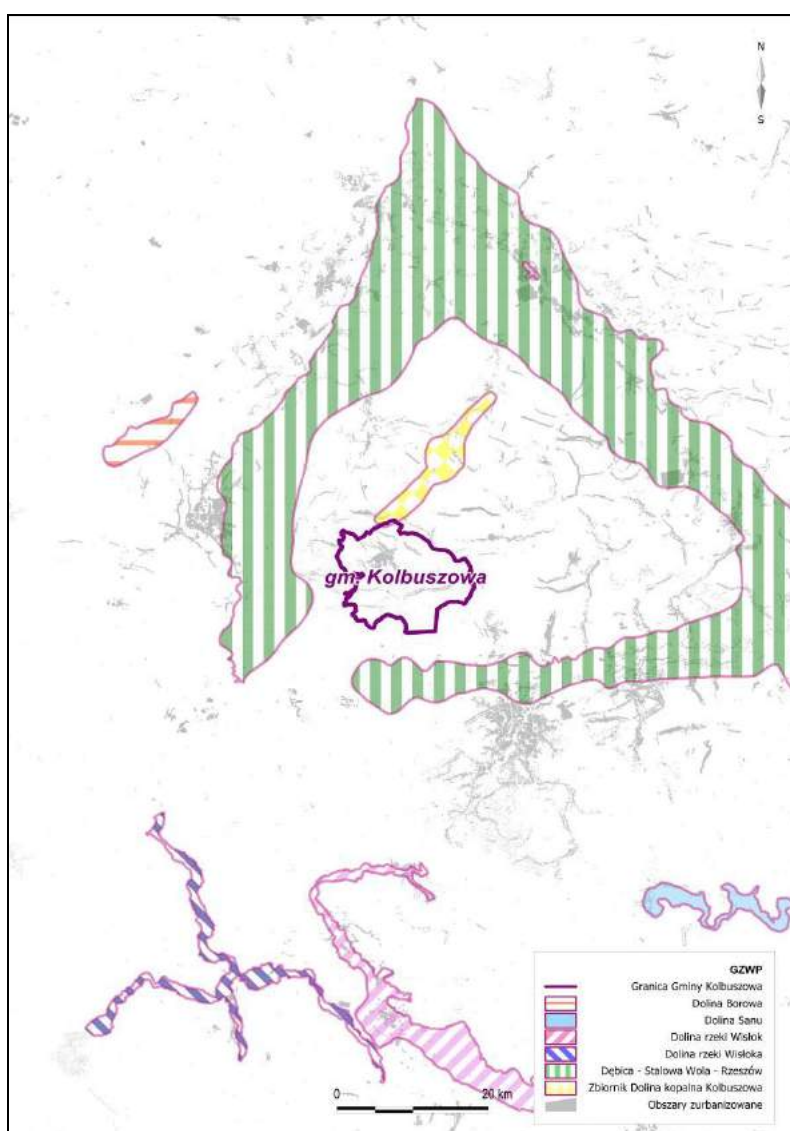 N
S
gm. Kolbuszowa
GZWP
Granica Gminy Kolbuszowa
Dolina Borowa
Dolina Sanu
Dolina rzeki Wisłok
Dolina rzeki Wisłoka
Dębica - Stalowa Wola - Rzeszów
Zbiornik Dolina kopalna Kolbuszowa
Obszary zurbanizowane
0 20 km